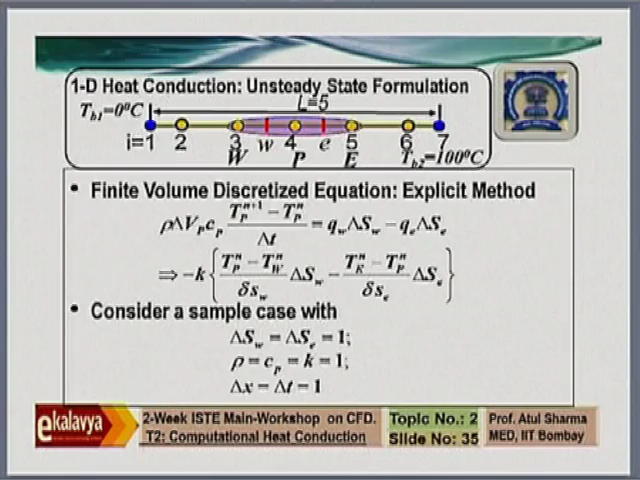 1-D Heat Conduction: Unsteady State Formulation
L=5
T_b1=0⁰C
i=1 2 3 w 4 e 5 6 7
W P E T_b2=100⁰C
• Finite Volume Discretized Equation: Explicit Method
ρΔV_P c_P (T_P^{n+1} − T_P^n)/Δt = q_w ΔS_w − q_e ΔS_e
⇒ −k { (T_P^n − T_W^n)/δs_w ΔS_w − (T_E^n − T_P^n)/δs_e ΔS_e }
• Consider a sample case with
ΔS_w = ΔS_e = 1;
ρ = c_p = k = 1;
Δx = Δt = 1
ekalavya
2-Week ISTE Main-Workshop on CFD.
T2: Computational Heat Conduction
Topic No.: 2
Slide No: 35
Prof. Atul Sharma
MED, IIT Bombay